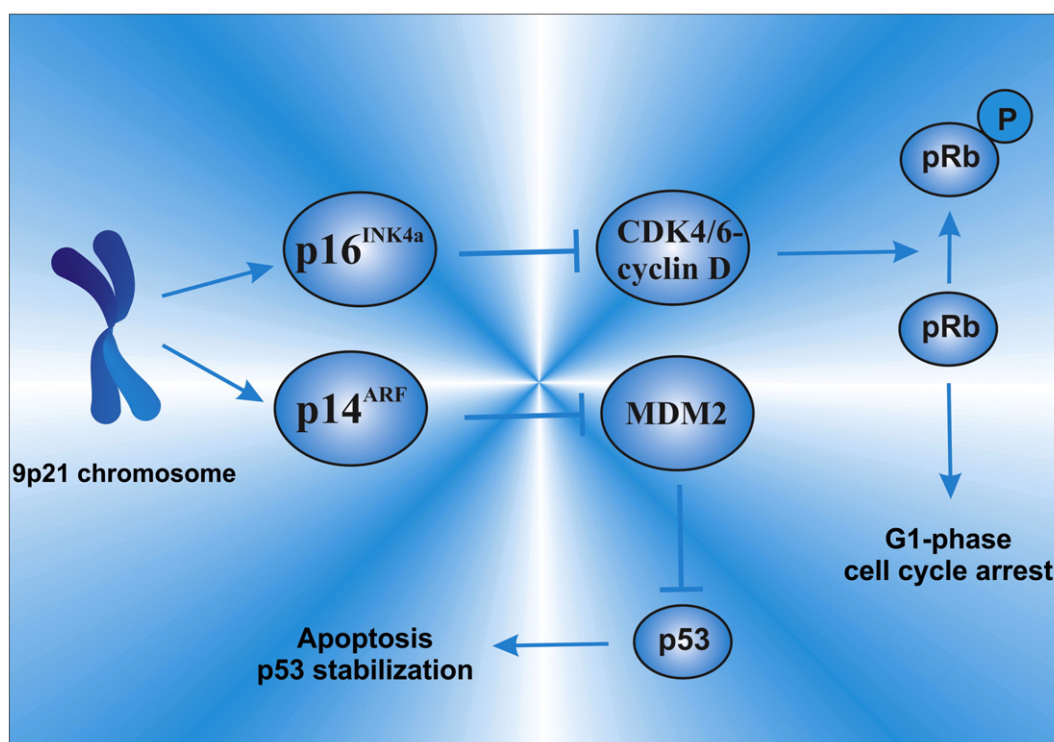 P
pRb
p16INK4a
CDK4/6-
cyclin D
pRb
p14ARF
MDM2
9p21 chromosome
G1-phase
cell cycle arrest
Apoptosis
p53 stabilization
p53